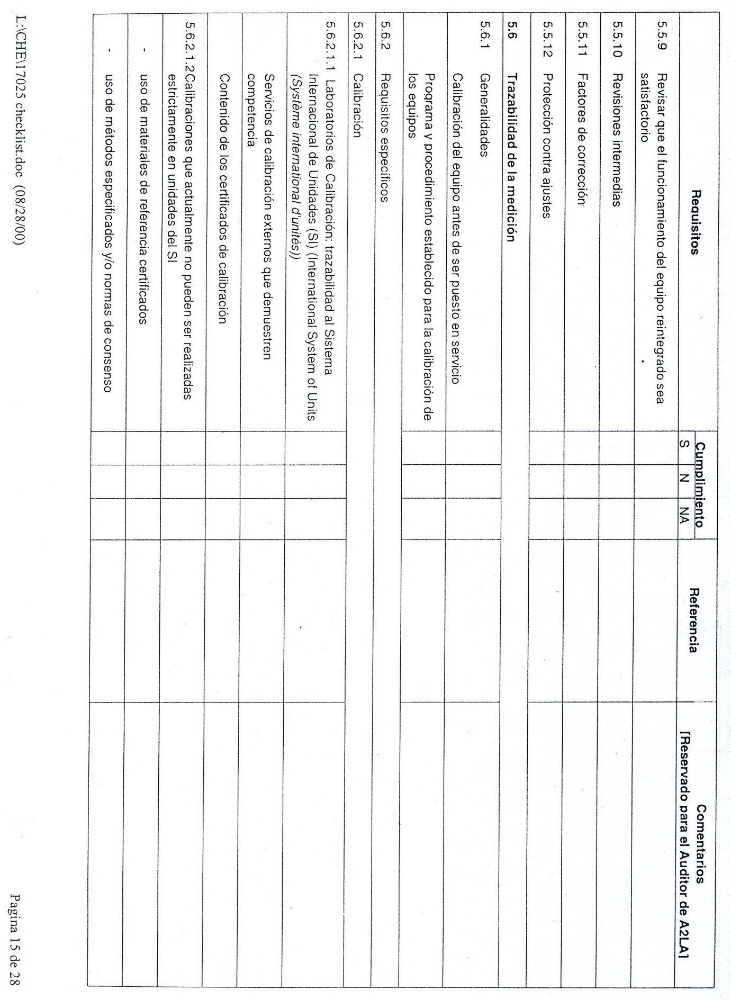 Requisitos
Cumplimiento
S N NA
Referencia
Comentarios
[Reservado para el Auditor de A2LA]
5.5.9 Revisar que el funcionamiento del equipo reintegrado sea
satisfactorio
5.5.10 Revisiones intermedias
5.5.11 Factores de corrección
5.5.12 Protección contra ajustes
5.6 Trazabilidad de la medición
5.6.1 Generalidades
Calibración del equipo antes de ser puesto en servicio
Programa y procedimiento establecido para la calibración de
los equipos
5.6.2 Requisitos específicos
5.6.2.1 Calibración
5.6.2.1.1 Laboratorios de Calibración: trazabilidad al Sistema
Internacional de Unidades (SI) (International System of Units
(Système international d'unités))
Servicios de calibración externos que demuestren
competencia
Contenido de los certificados de calibración
5.6.2.1.2Calibraciones que actualmente no pueden ser realizadas
estrictamente en unidades del SI
- uso de materiales de referencia certificados
- uso de métodos especificados y/o normas de consenso
L:\CHE\17025 checklist.doc (08/28/00)
Pagina 15 de 28